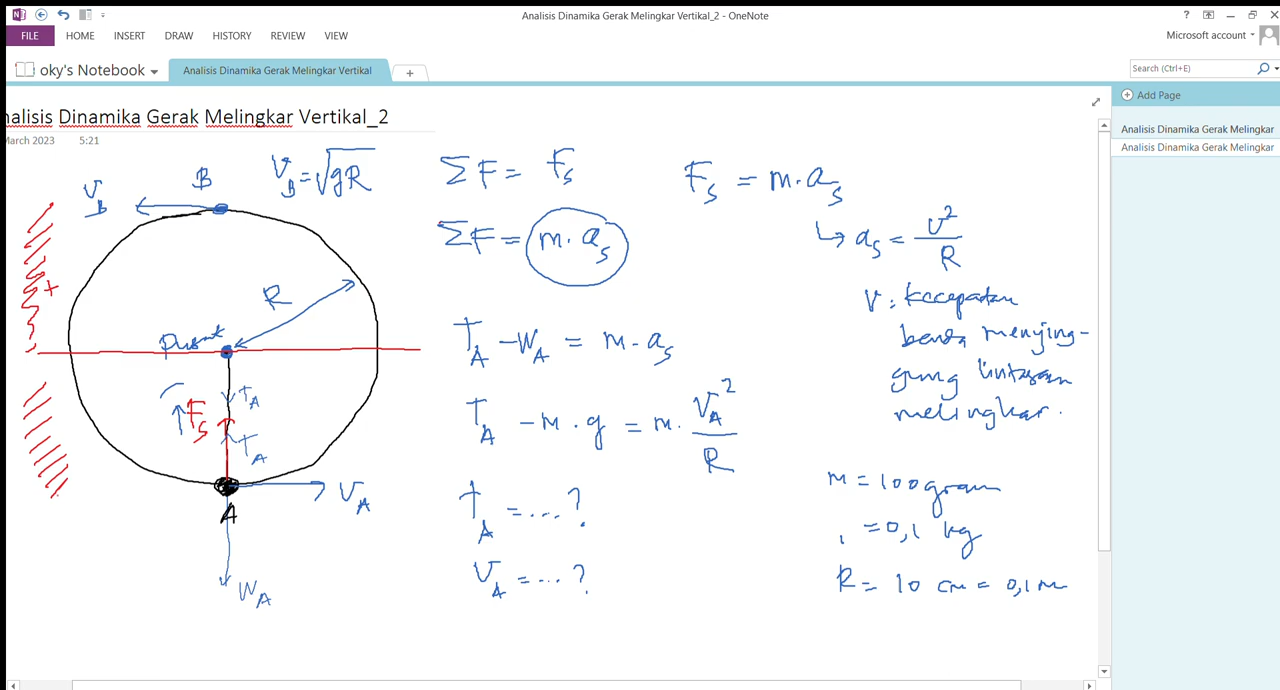 Analisis Dinamika Gerak Melingkar Vertikal_2 - OneNote
FILE HOME INSERT DRAW HISTORY REVIEW VIEW
Microsoft account
oky's Notebook
Analisis Dinamika Gerak Melingkar Vertikal
Search (Ctrl+E)
Add Page
Analisis Dinamika Gerak Melingkar
Analisis Dinamika Gerak Melingkar
nalisis Dinamika Gerak Melingkar Vertikal_2
March 2023 5:21
V_B
B
V_B = √gR
R
Pusat
+
T_A
F_s
T_A
V_A
A
W_A
ΣF = F_s
ΣF = m . a_s
T_A - W_A = m . a_s
T_A - m . g = m . V_A² / R
T_A = ... ?
V_A = ... ?
F_s = m . a_s
↳ a_s = V² / R
V : kecepatan
benda menying-
gung lintasan
melingkar.
m = 100 gram
= 0,1 kg
R = 10 cm = 0,1 m